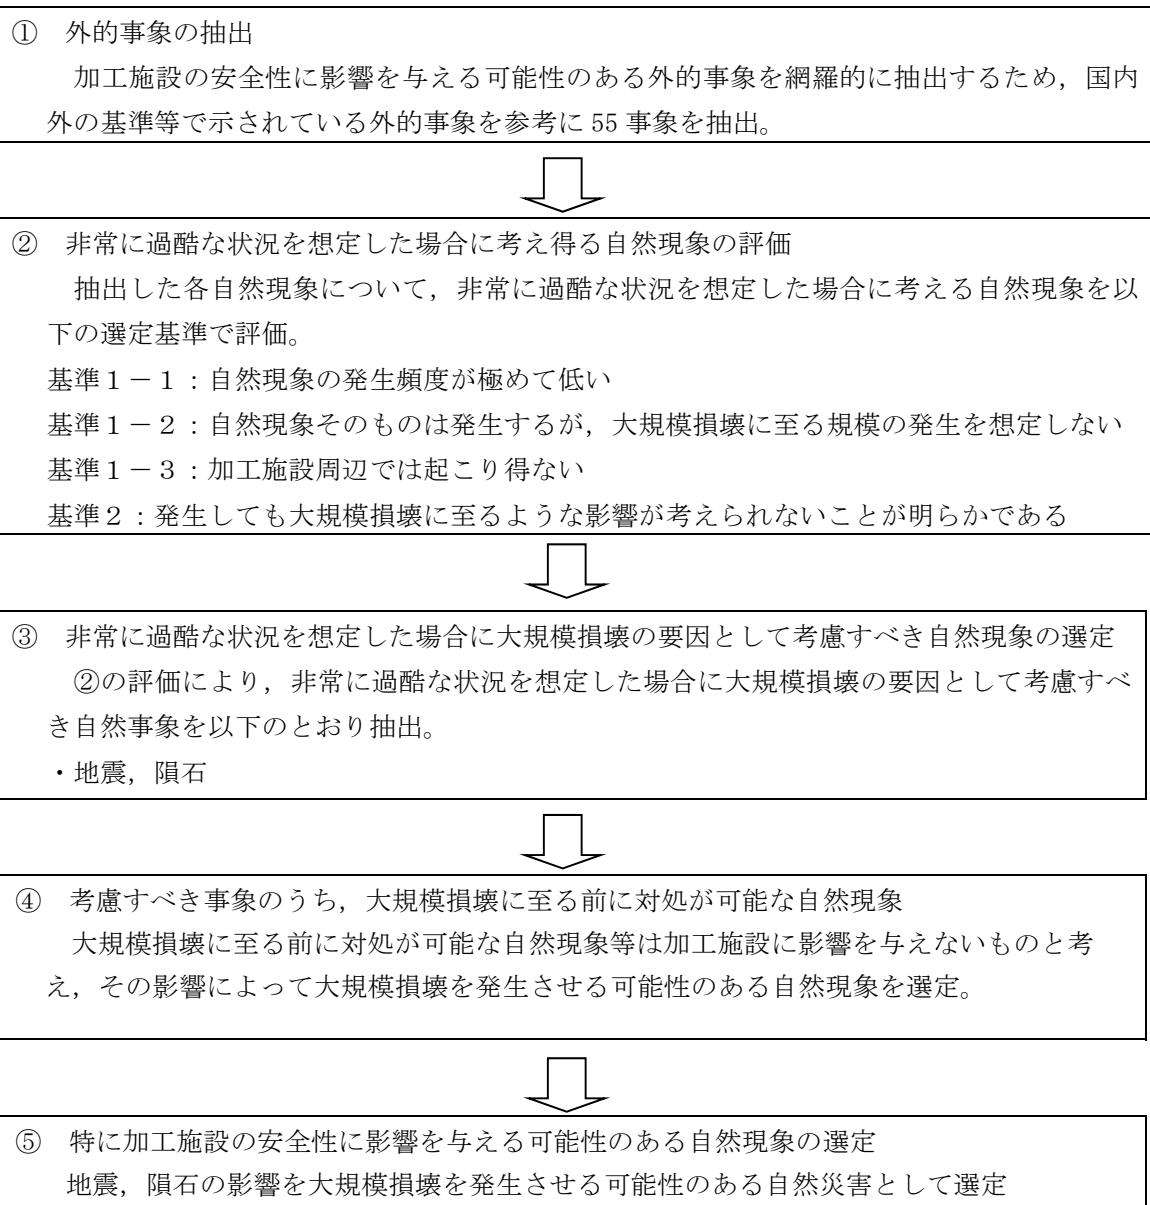 ① 外的事象の抽出
加工施設の安全性に影響を与える可能性のある外的事象を網羅的に抽出するため，国内
外の基準等で示されている外的事象を参考に 55 事象を抽出。
② 非常に過酷な状況を想定した場合に考え得る自然現象の評価
抽出した各自然現象について，非常に過酷な状況を想定した場合に考える自然現象を以
下の選定基準で評価。
基準１－１：自然現象の発生頻度が極めて低い
基準１－２：自然現象そのものは発生するが，大規模損壊に至る規模の発生を想定しない
基準１－３：加工施設周辺では起こり得ない
基準２：発生しても大規模損壊に至るような影響が考えられないことが明らかである
③ 非常に過酷な状況を想定した場合に大規模損壊の要因として考慮すべき自然現象の選定
②の評価により，非常に過酷な状況を想定した場合に大規模損壊の要因として考慮すべ
き自然事象を以下のとおり抽出。
・地震，隕石
④ 考慮すべき事象のうち，大規模損壊に至る前に対処が可能な自然現象
大規模損壊に至る前に対処が可能な自然現象等は加工施設に影響を与えないものと考
え，その影響によって大規模損壊を発生させる可能性のある自然現象を選定。
⑤ 特に加工施設の安全性に影響を与える可能性のある自然現象の選定
地震，隕石の影響を大規模損壊を発生させる可能性のある自然災害として選定